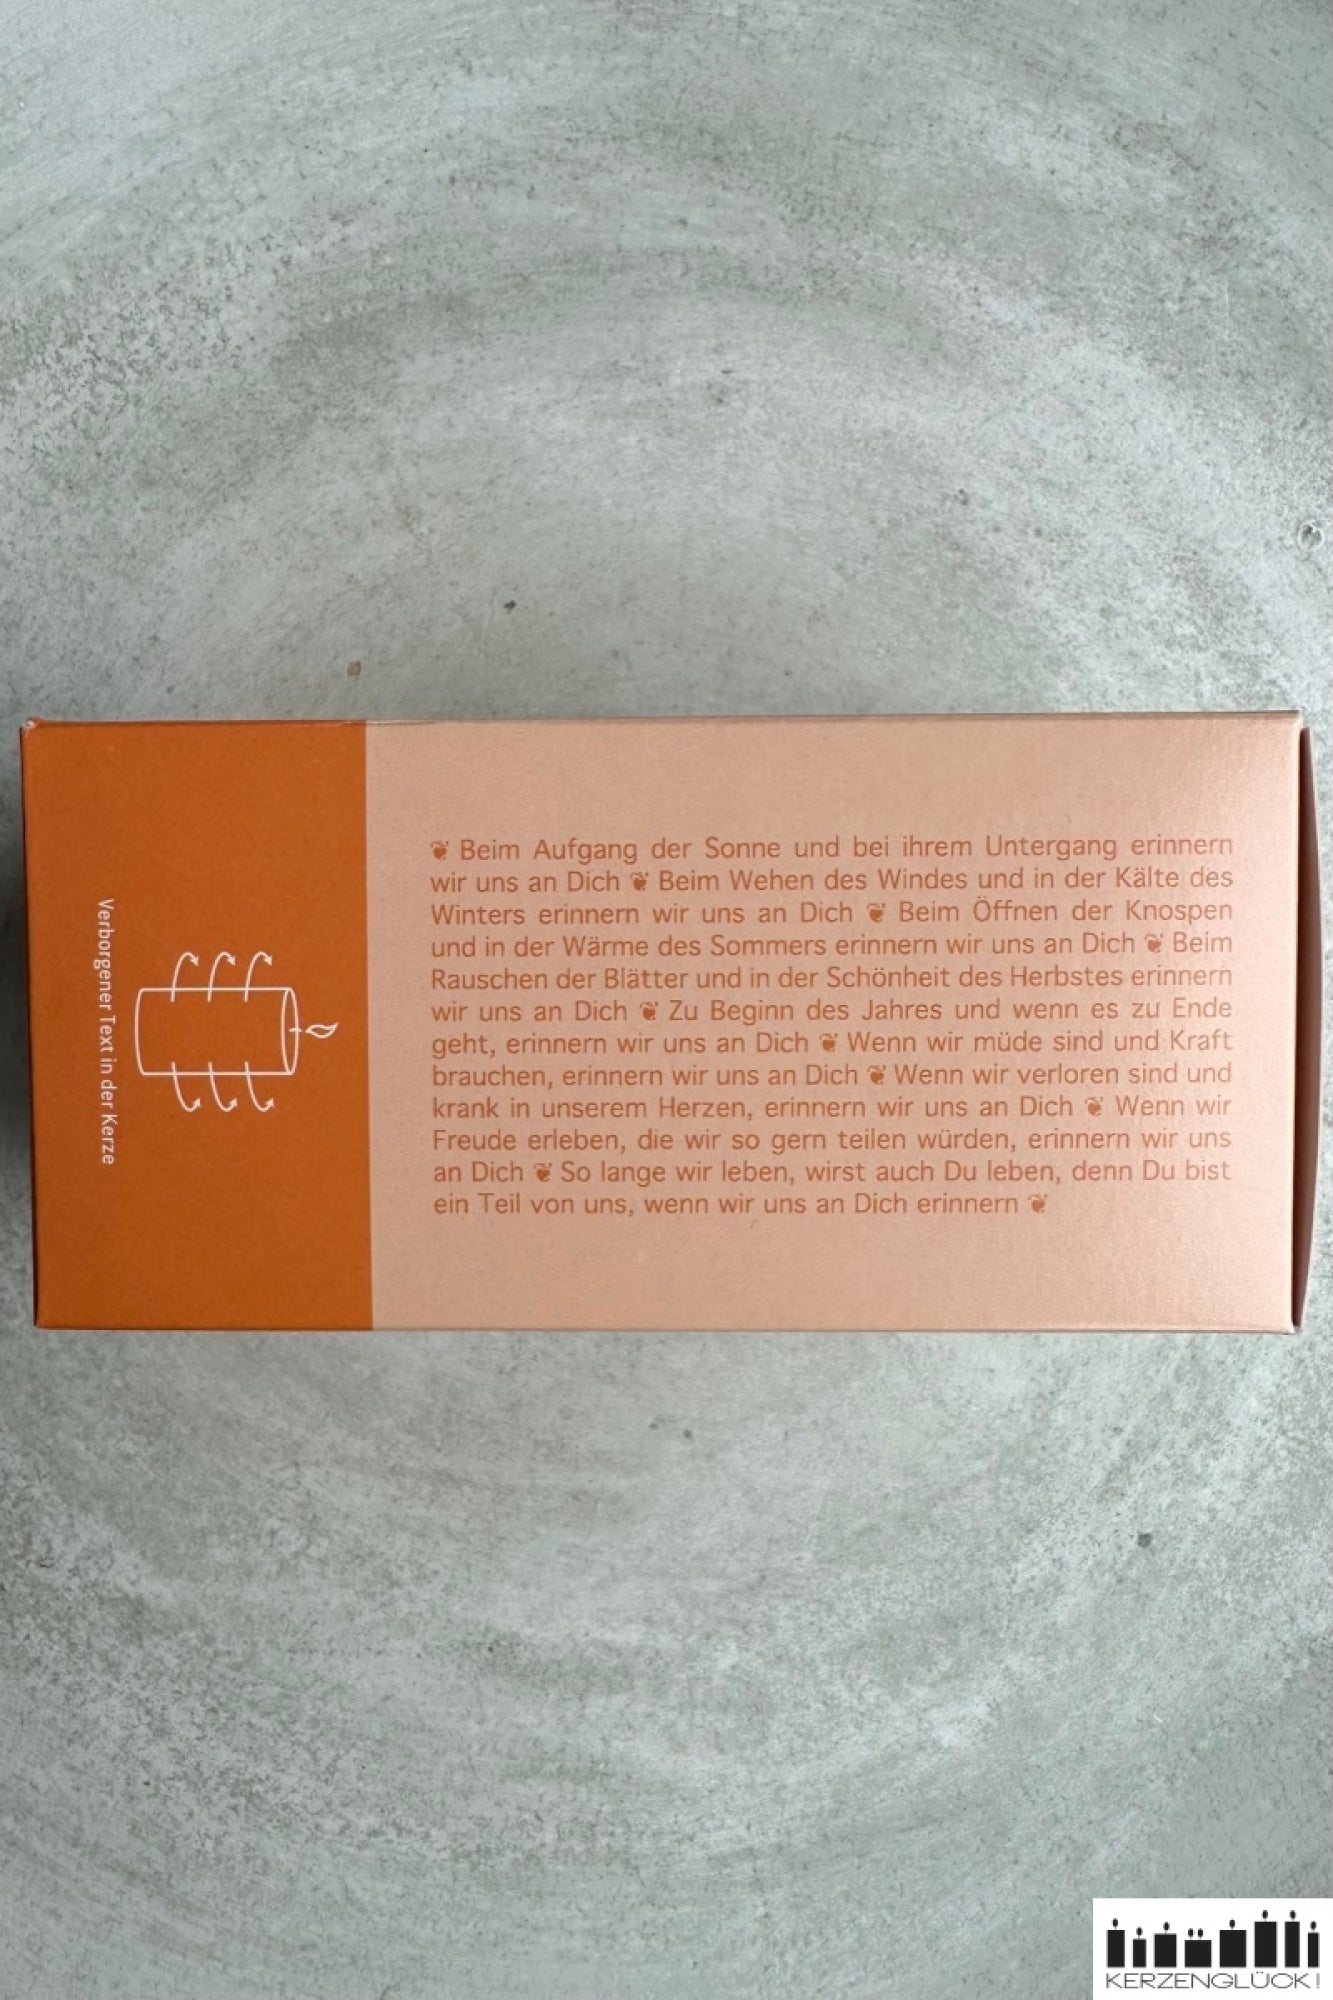 Verborgener Text in der Kerze
❦ Beim Aufgang der Sonne und bei ihrem Untergang erinnern
wir uns an Dich ❦ Beim Wehen des Windes und in der Kälte des
Winters erinnern wir uns an Dich ❦ Beim Öffnen der Knospen
und in der Wärme des Sommers erinnern wir uns an Dich ❦ Beim
Rauschen der Blätter und in der Schönheit des Herbstes erinnern
wir uns an Dich ❦ Zu Beginn des Jahres und wenn es zu Ende
geht, erinnern wir uns an Dich ❦ Wenn wir müde sind und Kraft
brauchen, erinnern wir uns an Dich ❦ Wenn wir verloren sind und
krank in unserem Herzen, erinnern wir uns an Dich ❦ Wenn wir
Freude erleben, die wir so gern teilen würden, erinnern wir uns
an Dich ❦ So lange wir leben, wirst auch Du leben, denn Du bist
ein Teil von uns, wenn wir uns an Dich erinnern ❦
KERZENGLÜCK!